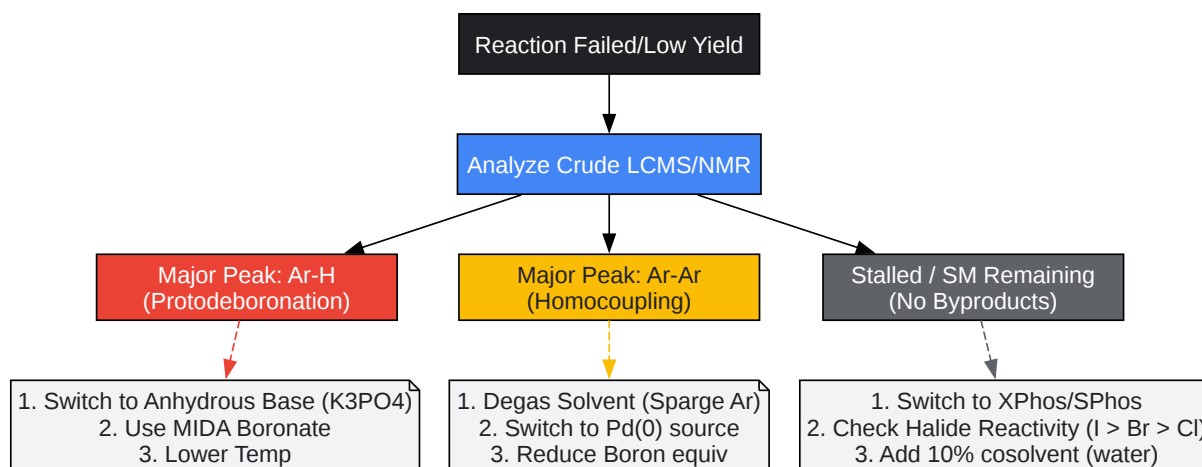 Reaction Failed/Low Yield
Analyze Crude LCMS/NMR
Major Peak: Ar-H
(Protodeboronation)
Major Peak: Ar-Ar
(Homocoupling)
Stalled / SM Remaining
(No Byproducts)
1. Switch to Anhydrous Base (K3PO4)
2. Use MIDA Boronate
3. Lower Temp
1. Degas Solvent (Sparge Ar)
2. Switch to Pd(0) source
3. Reduce Boron equiv
1. Switch to XPhos/SPhos
2. Check Halide Reactivity (I > Br > Cl)
3. Add 10% cosolvent (water)